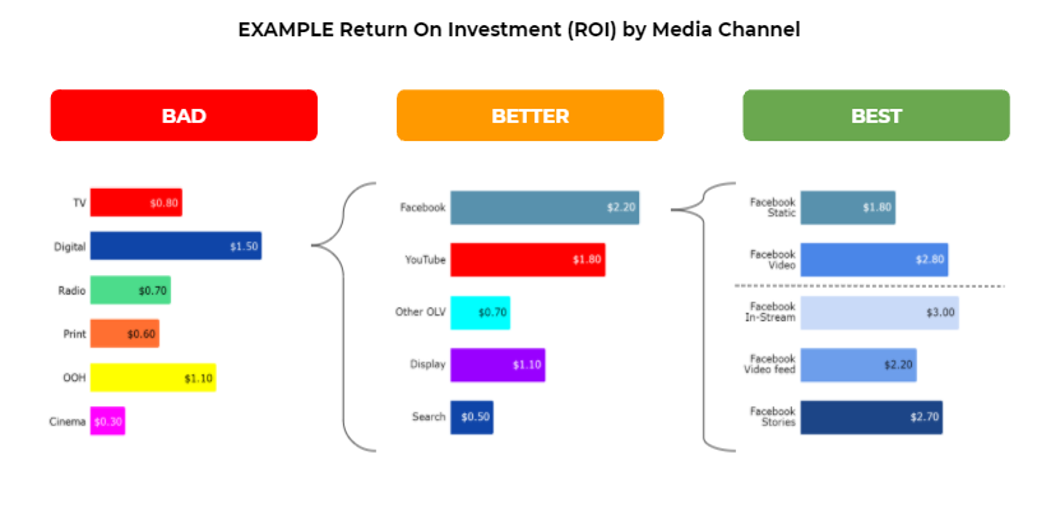 EXAMPLE Return On Investment (ROI) by Media Channel
BAD
TV $0.80
Digital $1.50
Radio $0.70
Print $0.60
OOH $1.10
Cinema $0.30
BETTER
Facebook $2.20
YouTube $1.80
Other OLV $0.70
Display $1.10
Search $0.50
BEST
Facebook
Static $1.80
Facebook
Video $2.80
Facebook
In-Stream $3.00
Facebook
Video feed $2.20
Facebook
Stories $2.70